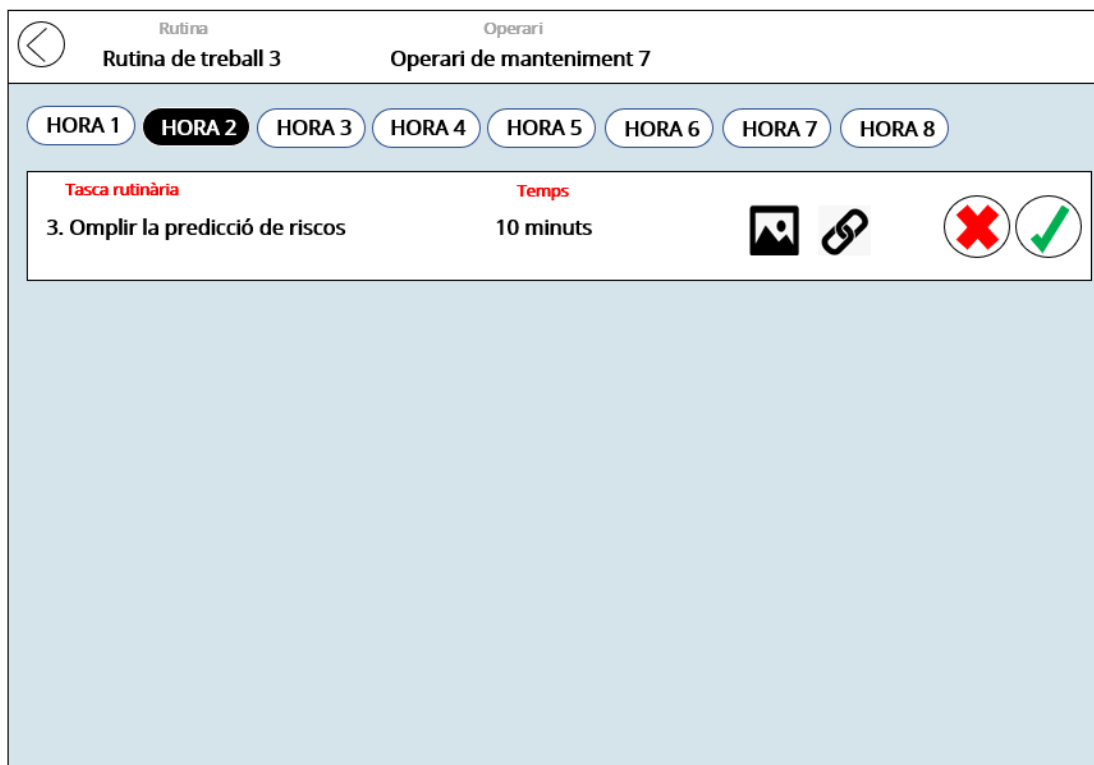 Rutina Operari
Rutina de treball 3 Operari de manteniment 7
HORA 1 HORA 2 HORA 3 HORA 4 HORA 5 HORA 6 HORA 7 HORA 8
Tasca rutinària Temps
3. Omplir la predicció de riscos 10 minuts